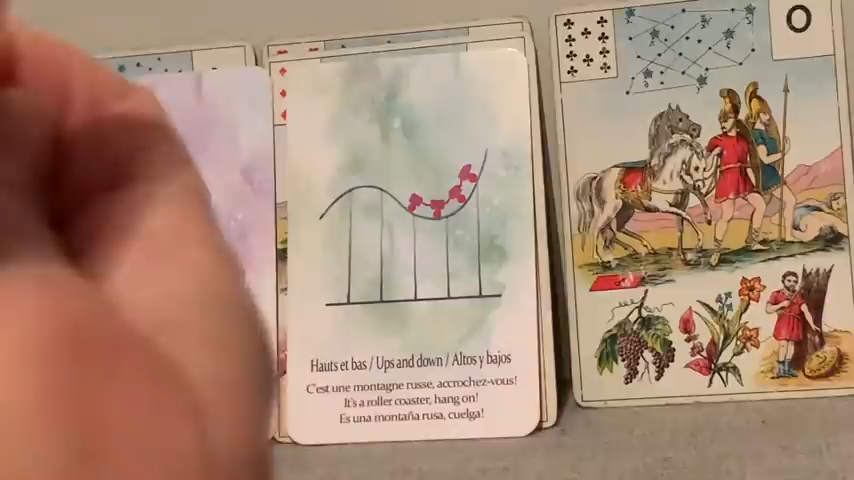 O
Hauts et bas / Ups and down / Altos y bajos
C'est une montagne russe, accrochez-vous!
It's a roller coaster, hang on!
Es una montaña rusa, cuelga!